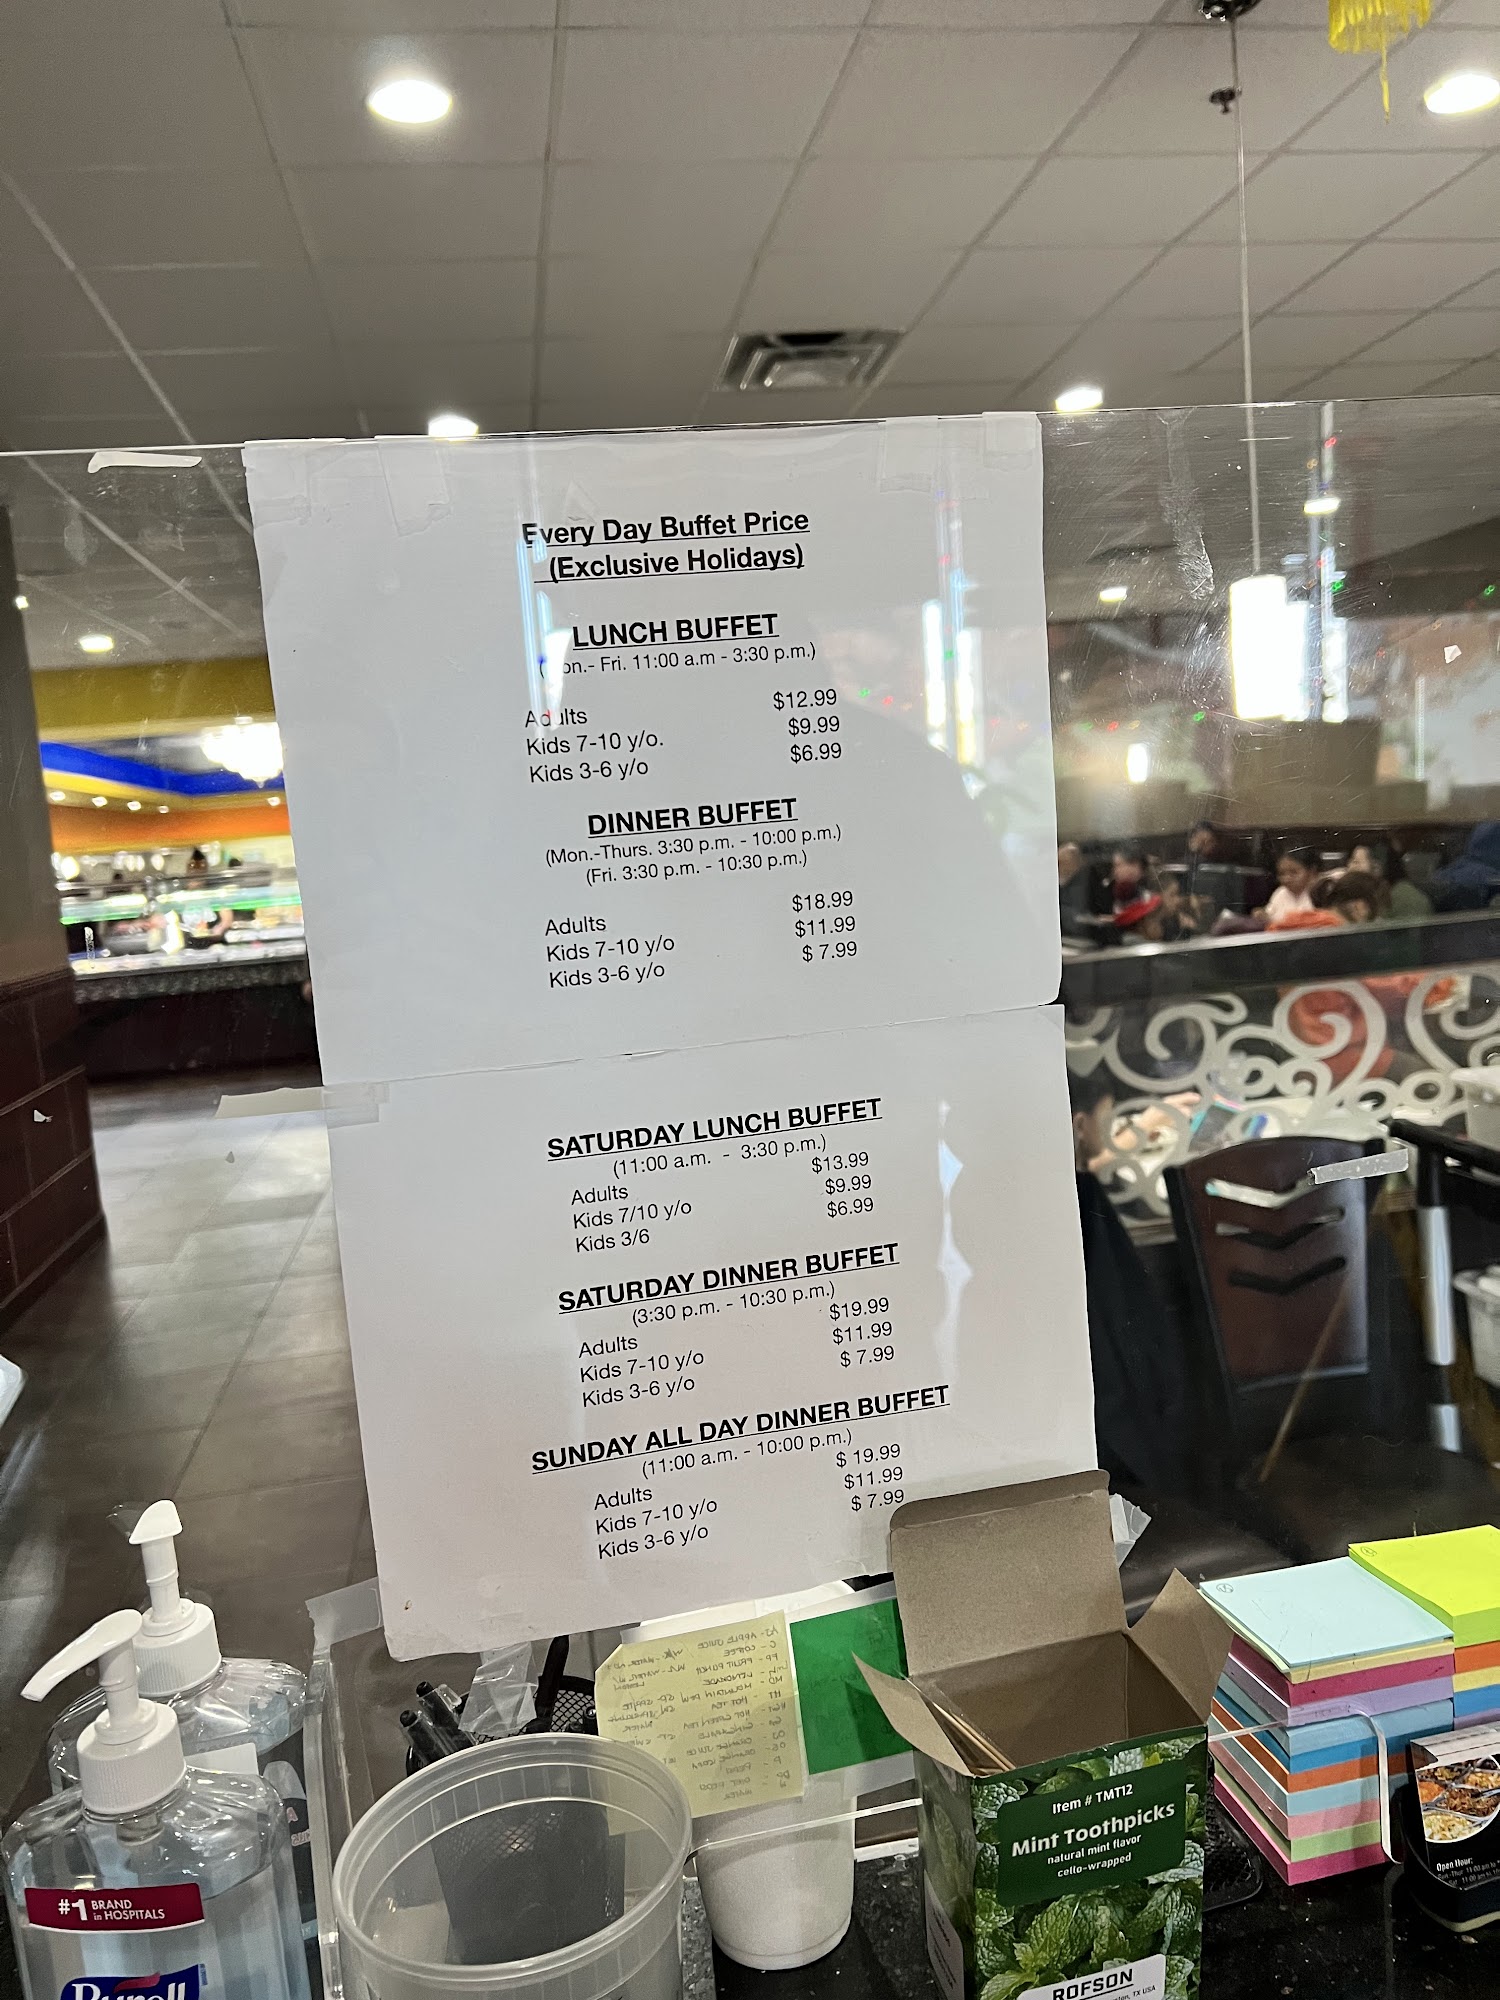 Every Day Buffet Price
(Exclusive Holidays)
LUNCH BUFFET
on.- Fri. 11:00 a.m - 3:30 p.m.)
Adults $12.99
Kids 7-10 y/o. $9.99
Kids 3-6 y/o $6.99
DINNER BUFFET
(Mon.-Thurs. 3:30 p.m. - 10:00 p.m.)
(Fri. 3:30 p.m. - 10:30 p.m.)
Adults $18.99
Kids 7-10 y/o $11.99
Kids 3-6 y/o $ 7.99
SATURDAY LUNCH BUFFET
(11:00 a.m. - 3:30 p.m.)
Adults $13.99
Kids 7/10 y/o $9.99
Kids 3/6 $6.99
SATURDAY DINNER BUFFET
(3:30 p.m. - 10:30 p.m.)
Adults $19.99
Kids 7-10 y/o $11.99
Kids 3-6 y/o $ 7.99
SUNDAY ALL DAY DINNER BUFFET
(11:00 a.m. - 10:00 p.m.)
Adults $ 19.99
Kids 7-10 y/o $11.99
Kids 3-6 y/o $ 7.99
#1 BRAND
in HOSPITALS
Purell
Item # TMT12
Mint Toothpicks
natural mint flavor
cello-wrapped
ROFSON
TX USA
Open Hour: